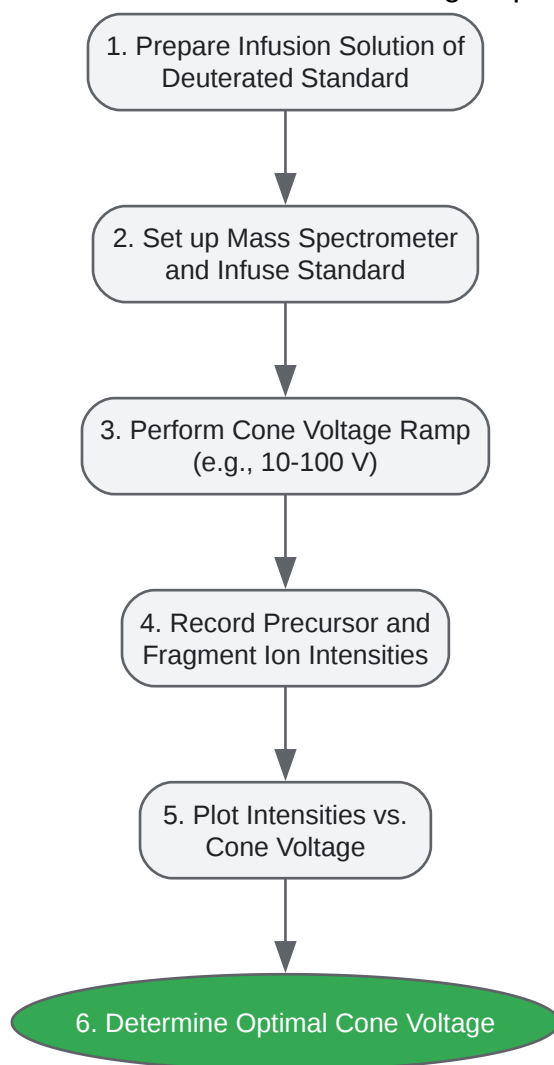 1. Prepare Infusion Solution of
Deuterated Standard
2. Set up Mass Spectrometer
and Infuse Standard
3. Perform Cone Voltage Ramp
(e.g., 10-100 V)
4. Record Precursor and
Fragment Ion Intensities
5. Plot Intensities vs.
Cone Voltage
6. Determine Optimal Cone Voltage